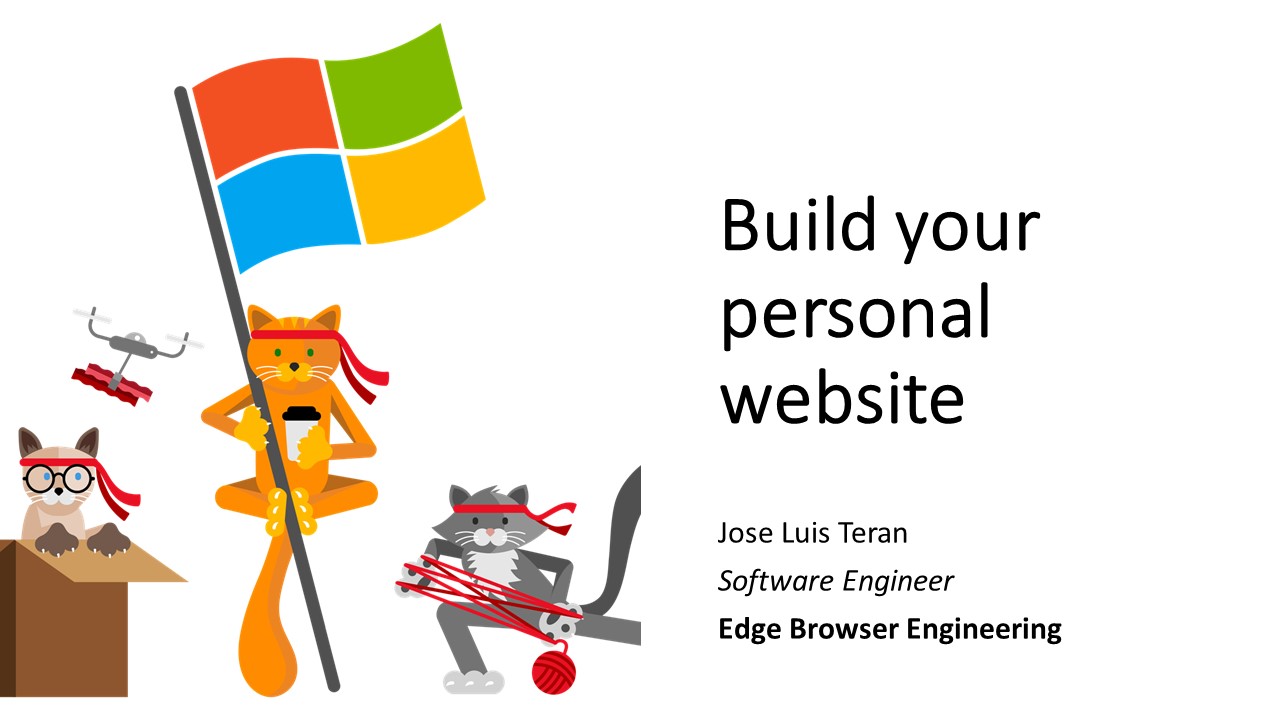 Build your
personal
website
Jose Luis Teran
Software Engineer
Edge Browser Engineering